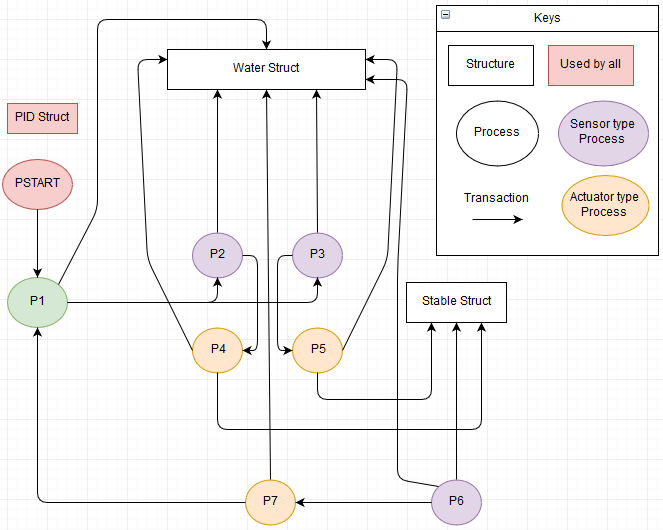 Keys
Water Struct
Structure
Used by all
PID Struct
Process
Sensor type
Process
PSTART
Transaction
Actuator type
Process
P2
P3
P1
Stable Struct
P4
P5
P7
P6